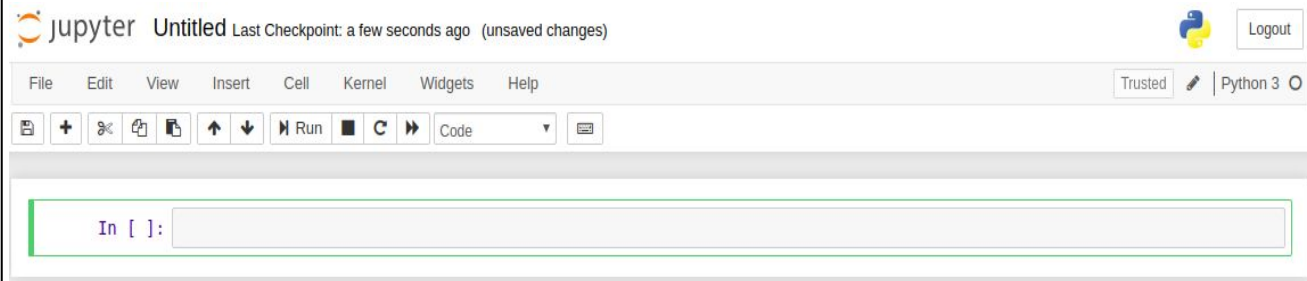 jupyter Untitled Last Checkpoint: a few seconds ago (unsaved changes) Logout
File Edit View Insert Cell Kernel Widgets Help Trusted Python 3
Run Code
In [ ]: